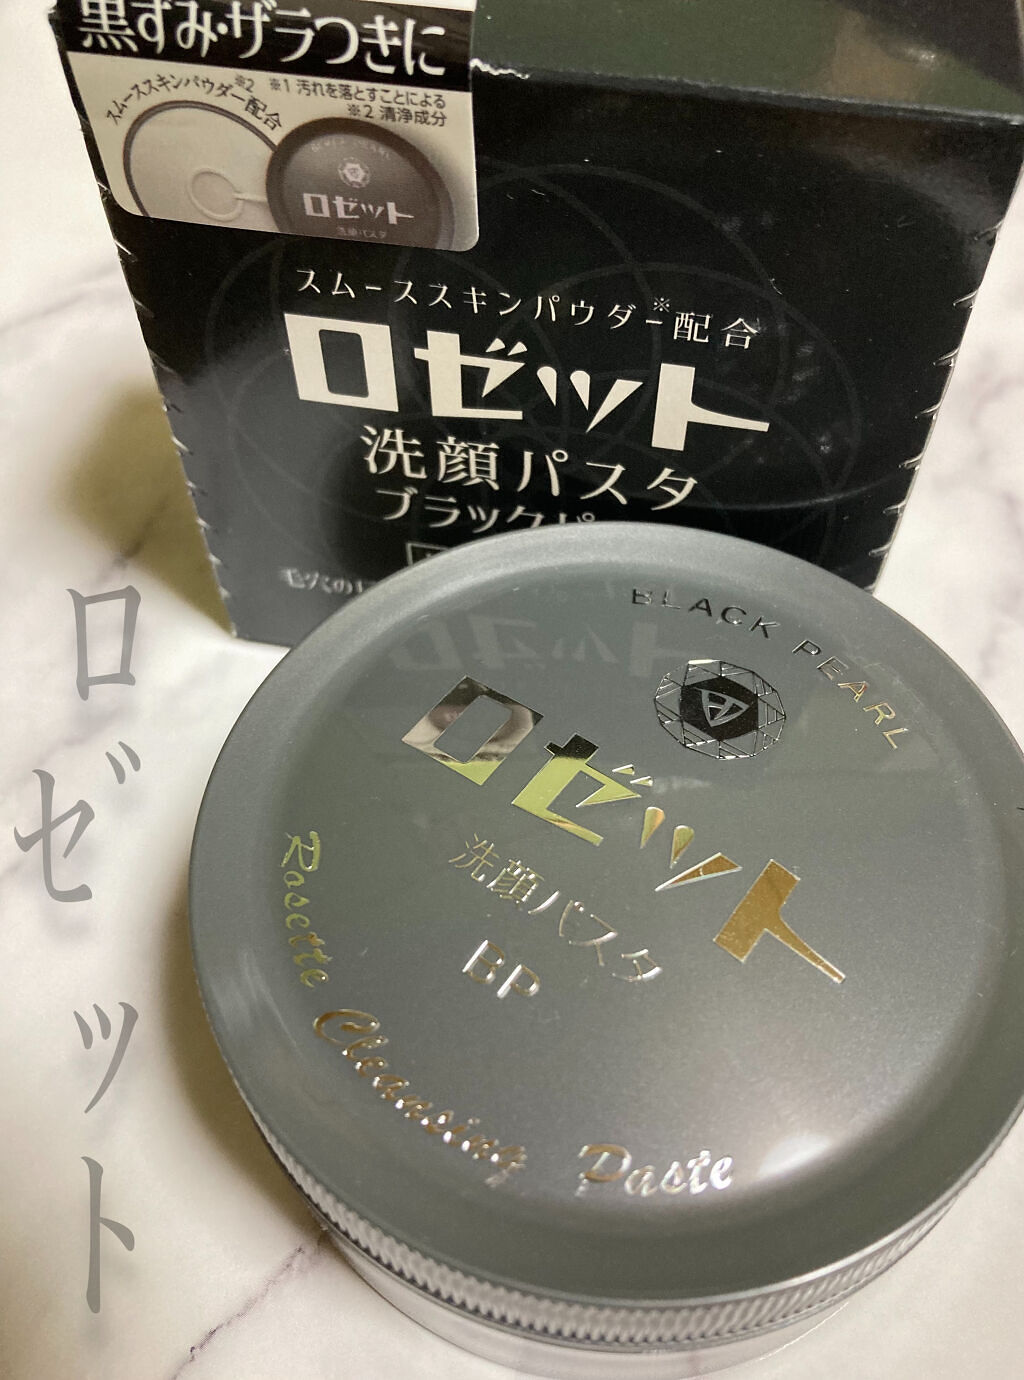 黒ずみ・ザラつきに
スムーススキンパウダー※2配合
※1 汚れを落とすことによる
※2 清浄成分
ロゼット
洗顔パスタ
スムーススキンパウダー※配合
ロゼット
洗顔パスタ
ブラックパ
毛穴の
BLACK PEARL
ロゼット
洗顔パスタ
BP
Rosette Cleansing Paste
ロゼット